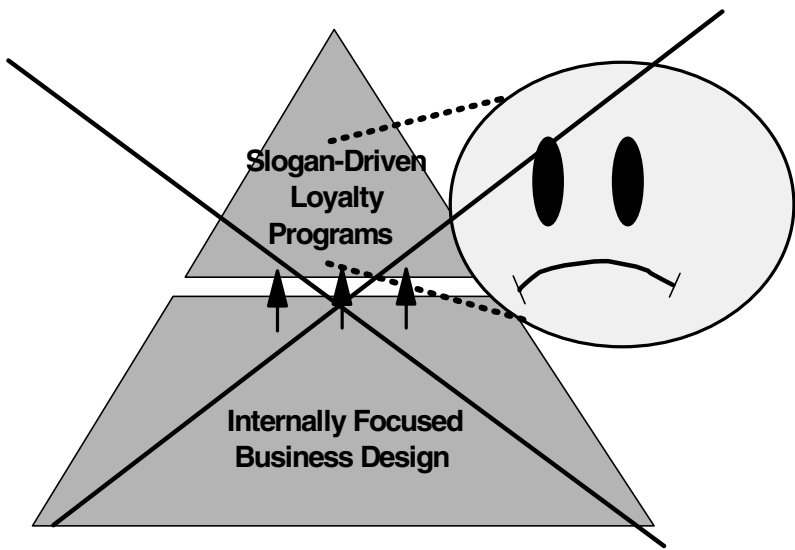 Slogan-Driven
Loyalty
Programs
Internally Focused
Business Design